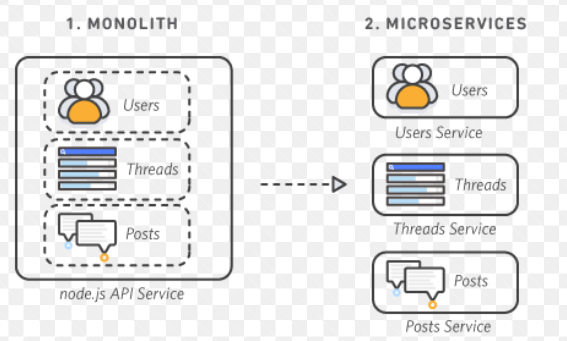 1. MONOLITH
Users
Threads
Posts
node.js API Service
2. MICROSERVICES
Users
Users Service
Threads
Threads Service
Posts
Posts Service